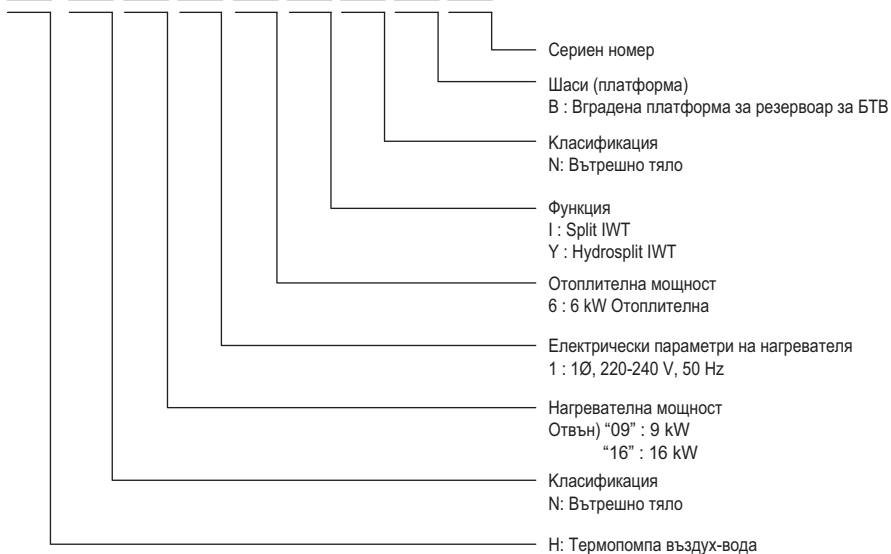 Сериен номер
Шаси (платформа)
B : Вградена платформа за резервоар за БТВ
Класификация
N: Вътрешно тяло
Функция
I : Split IWT
Y : Hydrosplit IWT
Отоплителна мощност
6 : 6 kW Отоплителна
Електрически параметри на нагревателя
1 : 1Ø, 220-240 V, 50 Hz
Нагревателна мощност
Отвън) “09” : 9 kW
“16” : 16 kW
Класификация
N: Вътрешно тяло
H: Термопомпа въздух-вода